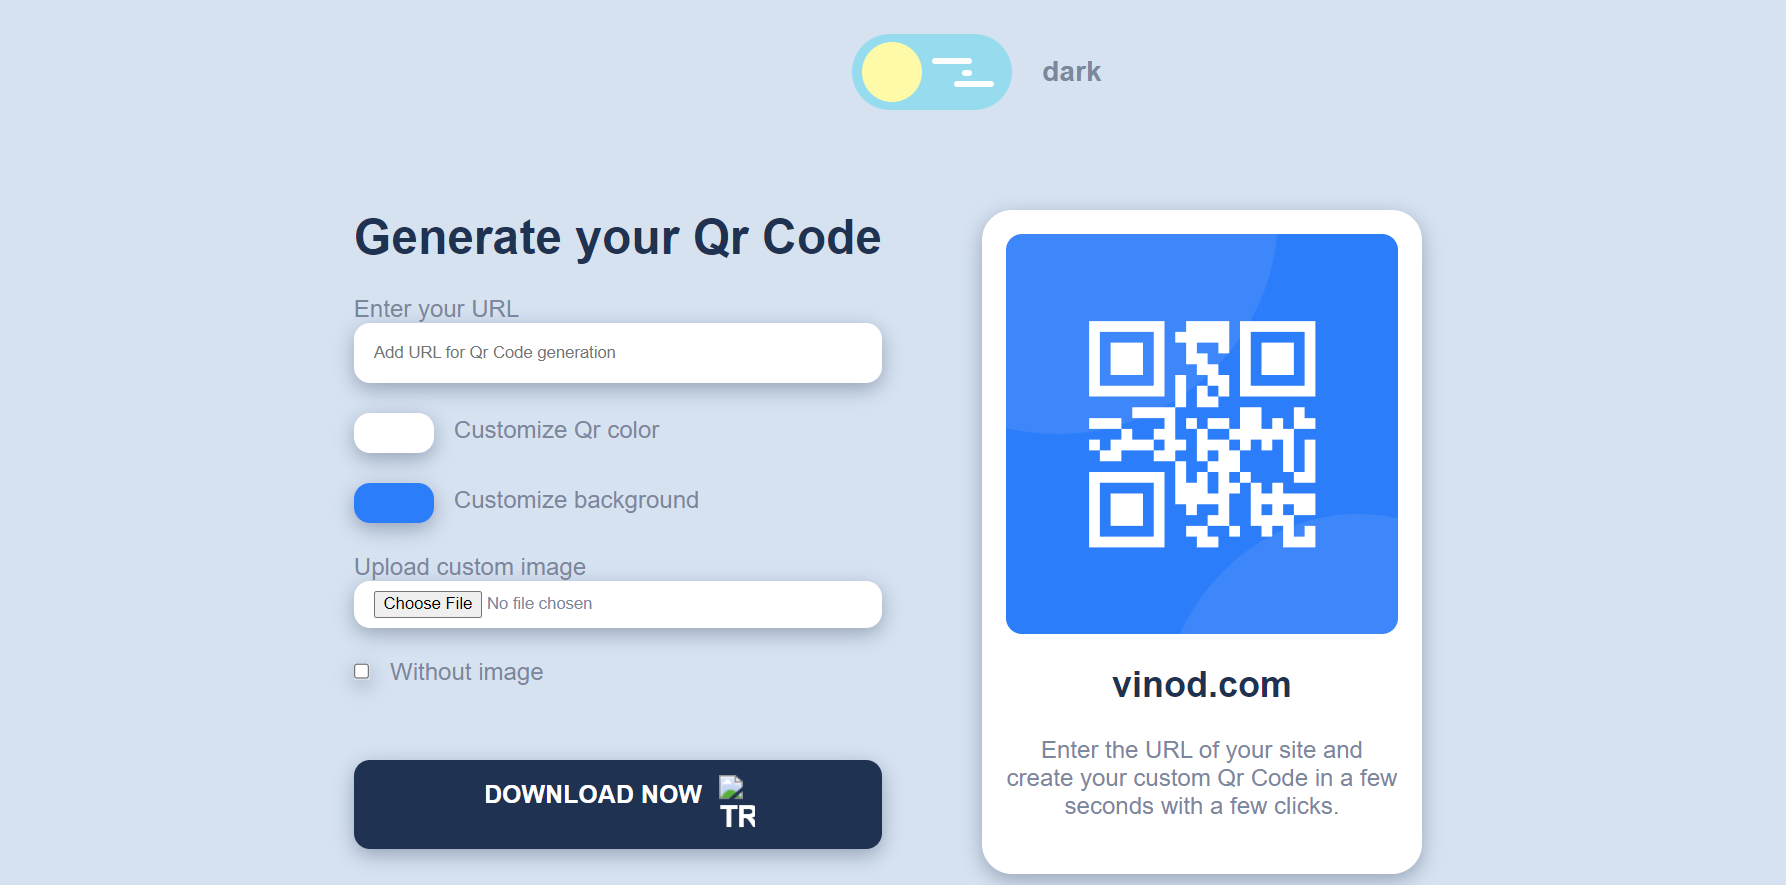 dark
Generate your Qr Code
Enter your URL
Add URL for Qr Code generation
Customize Qr color
Customize background
Upload custom image
Choose File No file chosen
Without image
DOWNLOAD NOW
TR
vinod.com
Enter the URL of your site and
create your custom Qr Code in a few
seconds with a few clicks.